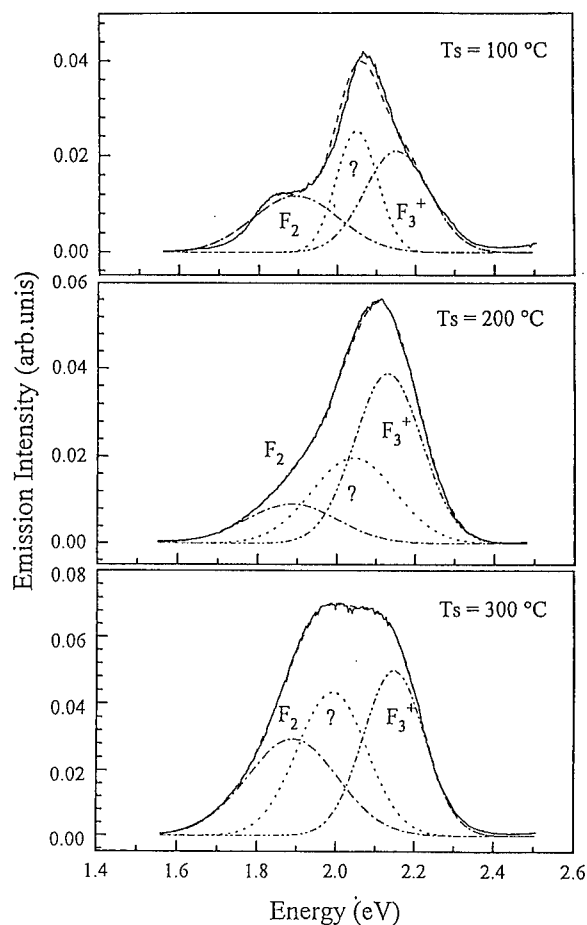 Ts = 100 °C
0.04
0.02
0.00
F2
?
F3+
Ts = 200 °C
0.06
0.04
0.02
0.00
F2
?
F3+
Ts = 300 °C
0.08
0.06
0.04
0.02
0.00
F2
?
F3+
1.4 1.6 1.8 2.0 2.2 2.4 2.6
Energy (eV)
Emission Intensity (arb.unis)